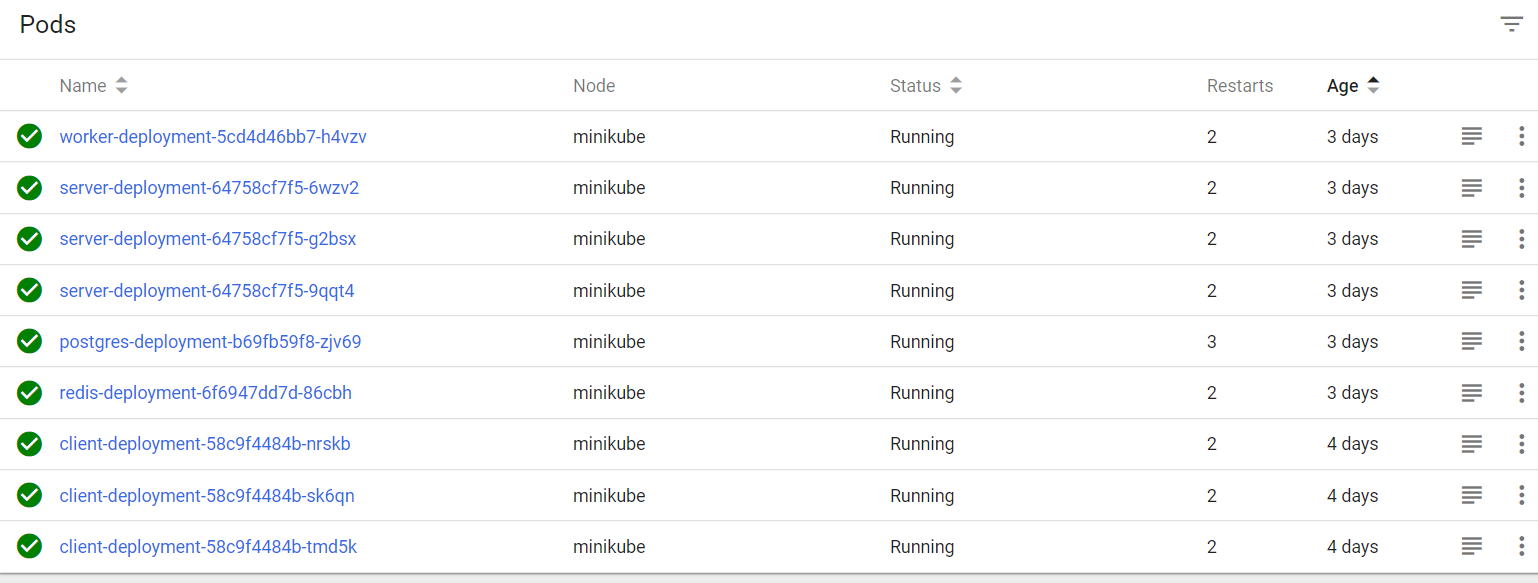 Pods
Name Node Status Restarts Age
worker-deployment-5cd4d46bb7-h4vzv minikube Running 2 3 days
server-deployment-64758cf7f5-6wzv2 minikube Running 2 3 days
server-deployment-64758cf7f5-g2bsx minikube Running 2 3 days
server-deployment-64758cf7f5-9qqt4 minikube Running 2 3 days
postgres-deployment-b69fb59f8-zjv69 minikube Running 3 3 days
redis-deployment-6f6947dd7d-86cbh minikube Running 2 3 days
client-deployment-58c9f4484b-nrskb minikube Running 2 4 days
client-deployment-58c9f4484b-sk6qn minikube Running 2 4 days
client-deployment-58c9f4484b-tmd5k minikube Running 2 4 days